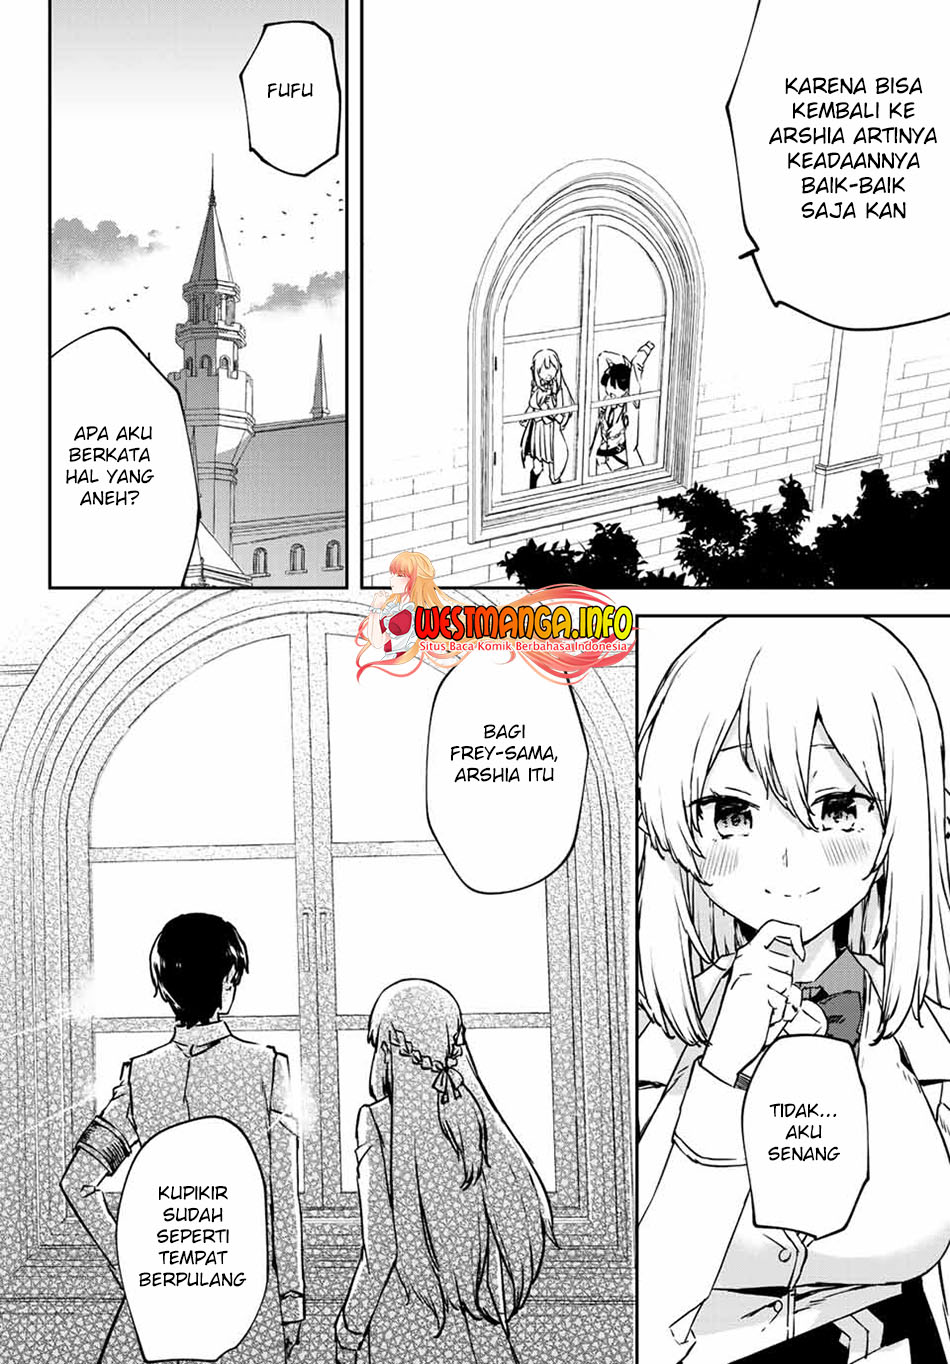 KARENA BISA
KEMBALI KE
ARSHIA ARTINYA
KEADAANNYA
BAIK-BAIK
SAJA KAN
FUFU
APA AKU
BERKATA
HAL YANG
ANEH?
WESTMANGA.INFO
Situs Baca Komik Berbahasa Indonesia
TIDAK...
AKU
SENANG
BAGI
FREY-SAMA,
ARSHIA ITU
KUPIKIR
SUDAH
SEPERTI
TEMPAT
BERPULANG